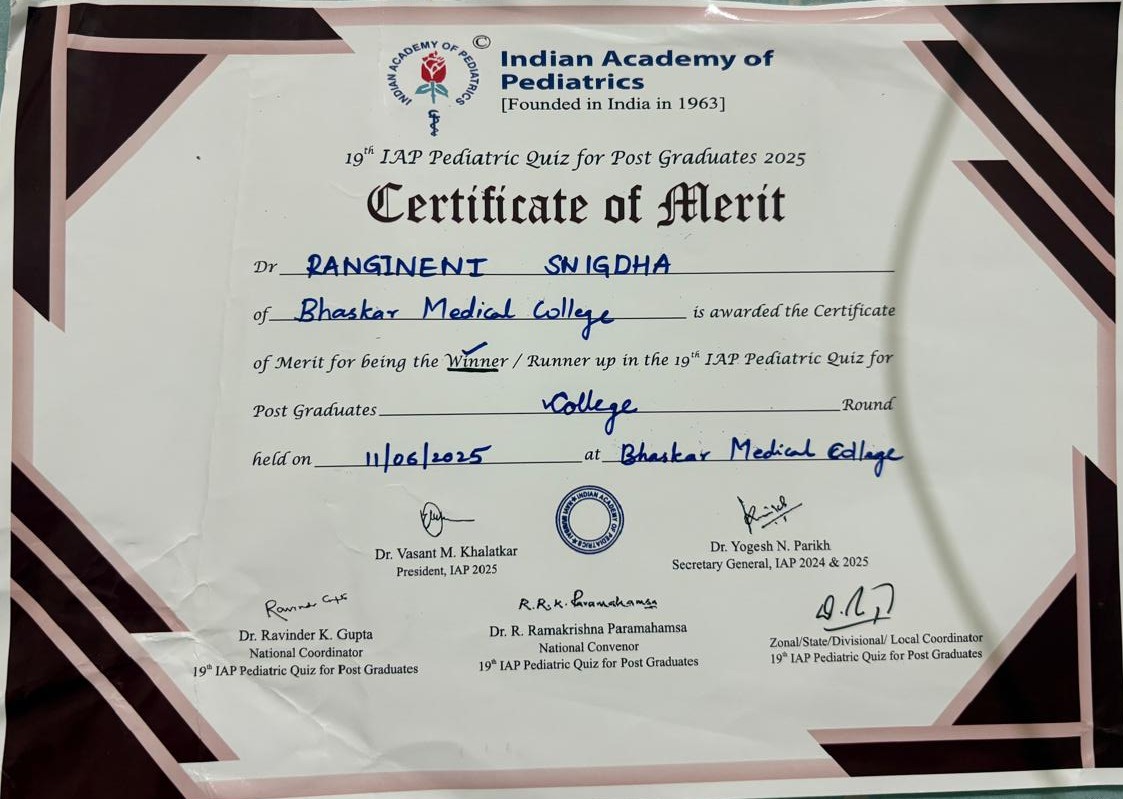 INDIAN ACADEMY OF PEDIATRICS ©
Indian Academy of
Pediatrics
[Founded in India in 1963]
19th IAP Pediatric Quiz for Post Graduates 2025
Certificate of Merit
Dr RANGINENI SNIGDHA
of Bhaskar Medical College is awarded the Certificate
of Merit for being the Winner / Runner up in the 19th IAP Pediatric Quiz for
Post Graduates College Round
held on 11/06/2025 at Bhaskar Medical College
INDIAN ACADEMY OF PEDIATRICS
Dr. Vasant M. Khalatkar
President, IAP 2025
Dr. Yogesh N. Parikh
Secretary General, IAP 2024 & 2025
R.R.K. Paramahamsa
Dr. Ravinder K. Gupta
National Coordinator
19th IAP Pediatric Quiz for Post Graduates
Dr. R. Ramakrishna Paramahamsa
National Convenor
19th IAP Pediatric Quiz for Post Graduates
Zonal/State/Divisional/ Local Coordinator
19th IAP Pediatric Quiz for Post Graduates